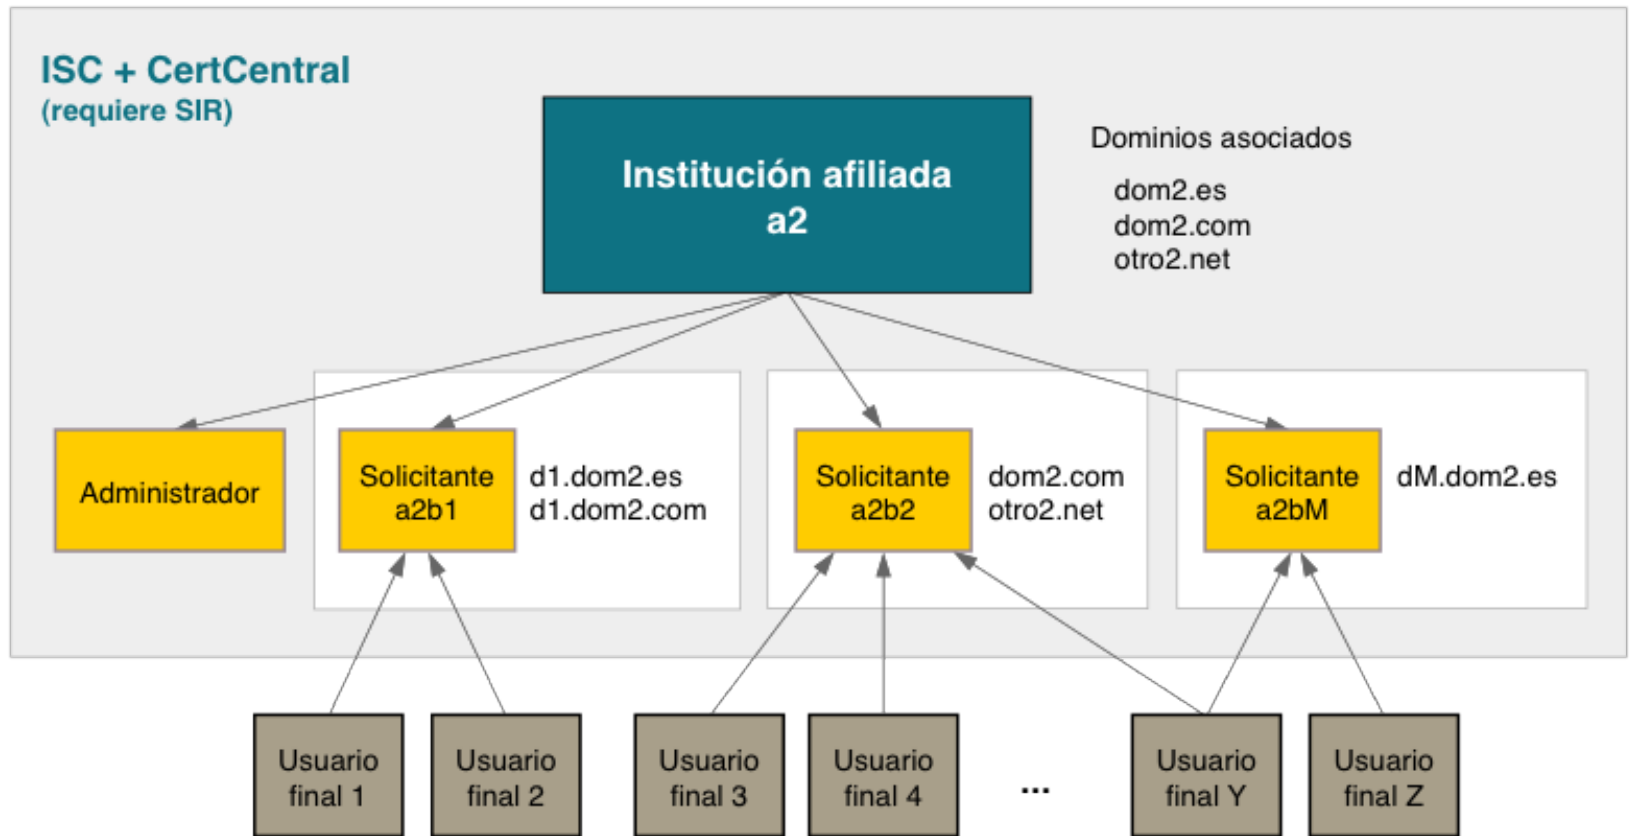 ISC + CertCentral
(requiere SIR)
Institución afiliada
a2
Dominios asociados
dom2.es
dom2.com
otro2.net
Administrador
Solicitante
a2b1
d1.dom2.es
d1.dom2.com
Solicitante
a2b2
dom2.com
otro2.net
Solicitante
a2bM
dM.dom2.es
Usuario
final 1
Usuario
final 2
Usuario
final 3
Usuario
final 4
...
Usuario
final Y
Usuario
final Z